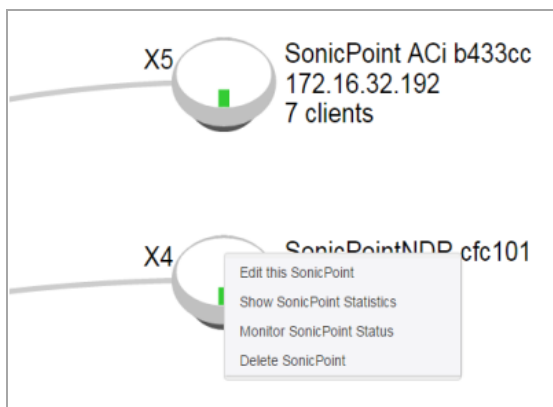 X5
SonicPoint ACi b433cc
172.16.32.192
7 clients
X4
SonicPointNDR cfc101
Edit this SonicPoint
Show SonicPoint Statistics
Monitor SonicPoint Status
Delete SonicPoint